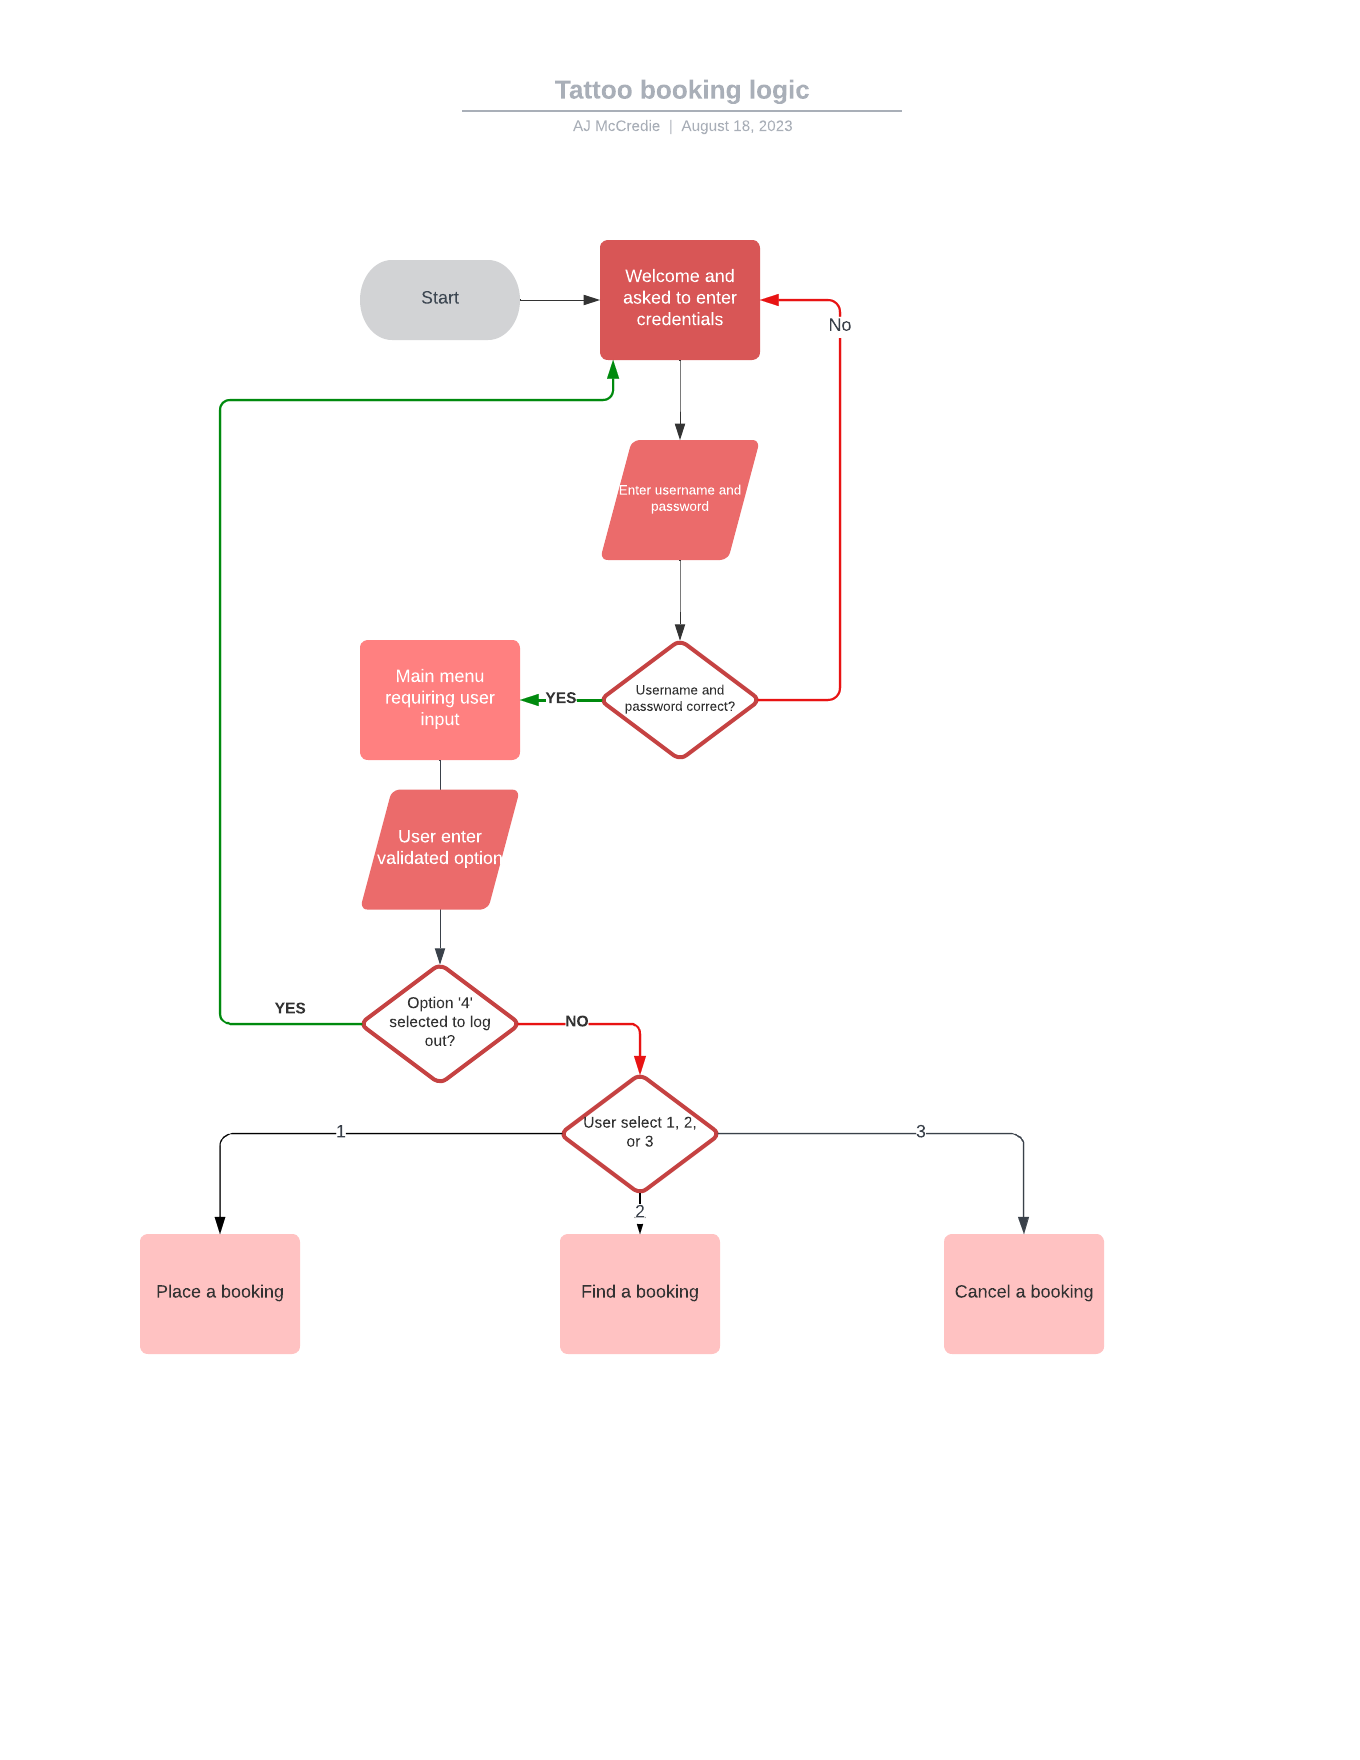 Tattoo booking logic
AJ McCredie | August 18, 2023
Start
Welcome and
asked to enter
credentials
No
Enter username and
password
Main menu
requiring user
input
YES
Username and
password correct?
User enter
validated option
YES
Option '4'
selected to log
out?
NO
User select 1, 2,
or 3
1
3
2
Place a booking
Find a booking
Cancel a booking